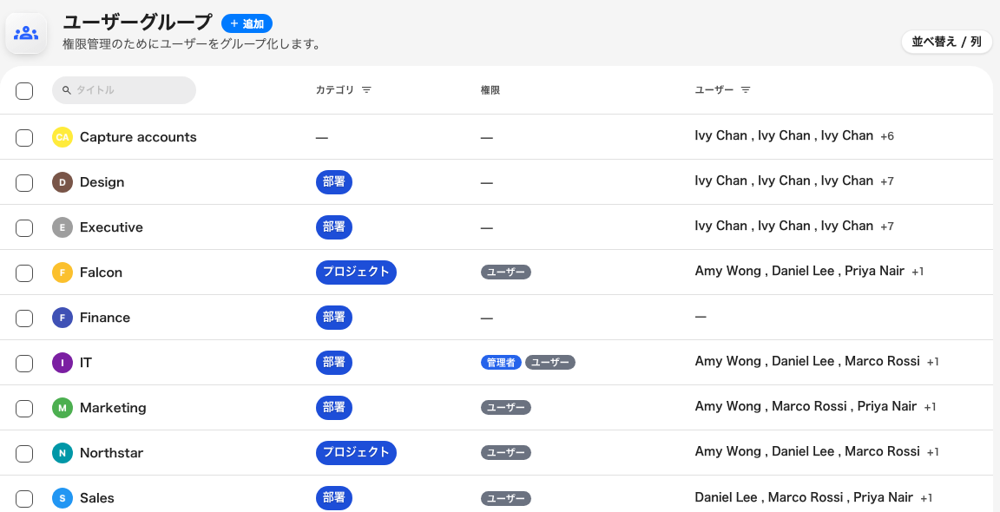 ユーザーグループ + 追加
権限管理のためにユーザーをグループ化します。
並べ替え / 列
タイトル カテゴリ 権限 ユーザー
CA Capture accounts — — Ivy Chan , Ivy Chan , Ivy Chan +6
D Design 部署 — Ivy Chan , Ivy Chan , Ivy Chan +7
E Executive 部署 — Ivy Chan , Ivy Chan , Ivy Chan +7
F Falcon プロジェクト ユーザー Amy Wong , Daniel Lee , Priya Nair +1
F Finance 部署 — —
I IT 部署 管理者 ユーザー Amy Wong , Daniel Lee , Marco Rossi +1
M Marketing 部署 ユーザー Amy Wong , Marco Rossi , Priya Nair +1
N Northstar プロジェクト ユーザー Amy Wong , Daniel Lee , Marco Rossi +1
S Sales 部署 ユーザー Daniel Lee , Marco Rossi , Priya Nair +1